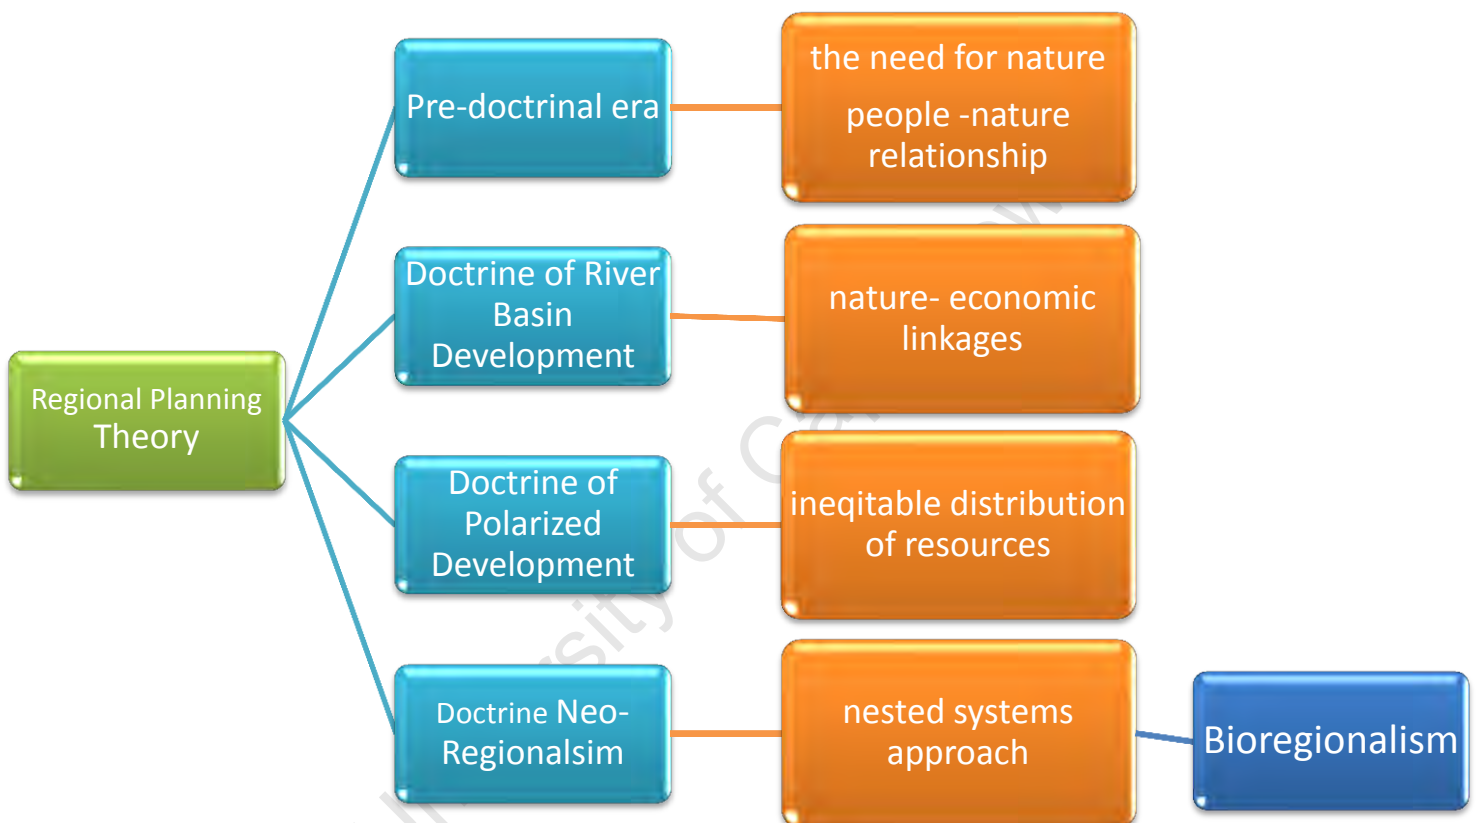 Regional Planning
Theory
Pre-doctrinal era
the need for nature
people -nature
relationship
Doctrine of River
Basin
Development
nature- economic
linkages
Doctrine of
Polarized
Development
ineqitable distribution
of resources
Doctrine Neo-
Regionalsim
nested systems
approach
Bioregionalism